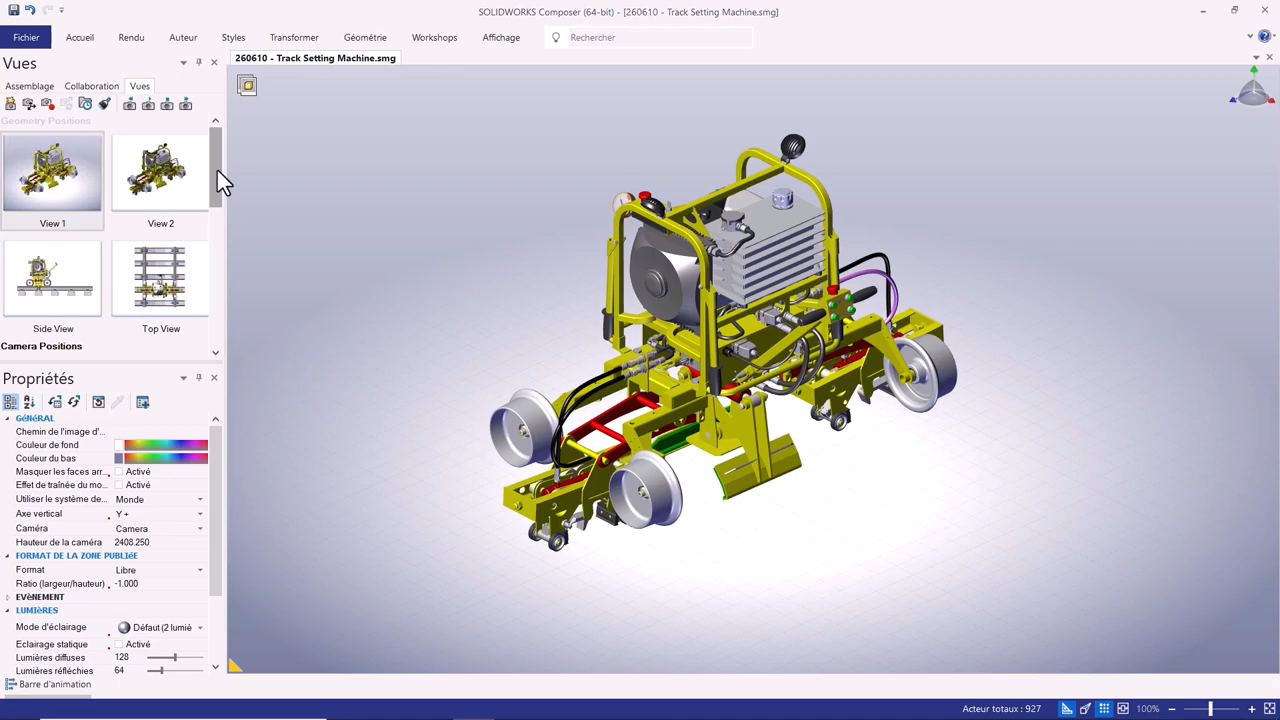 SOLIDWORKS Composer (64-bit) - [260610 - Track Setting Machine.smg]
Fichier Accueil Rendu Auteur Styles Transformer Géométrie Workshops Affichage Rechercher
Vues
260610 - Track Setting Machine.smg
Assemblage Collaboration Vues
Geometry Positions
View 1 View 2
Side View Top View
Camera Positions
Propriétés
GéNéRAL
Chemin de l'image d'...
Couleur de fond
Couleur du bas
Masquer les faces arr... Activé
Effet de traînée du mo... Activé
Utiliser le système de... Monde
Axe vertical Y +
Caméra Camera
Hauteur de la caméra 2408.250
FORMAT DE LA ZONE PUBLIéE
Format Libre
Ratio (largeur/hauteur) -1.000
EVèNEMENT
LUMIèRES
Mode d'éclairage Défaut (2 lumiè
Eclairage statique Activé
Lumières diffuses 128
Lumières réfléchies 64
Barre d'animation
Acteur totaux : 927 100%